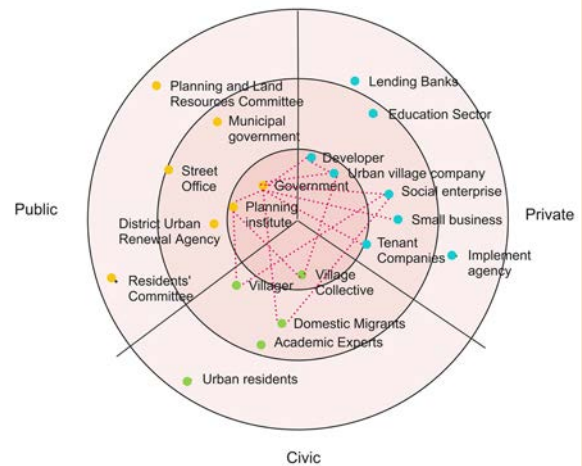 Lending Banks
Planning and Land
Resources Committee
Education Sector
Municipal
government
Developer
Urban village company
Street
Office
Government
Social enterprise
Planning
institute
Public
Small business
Private
District Urban
Renewal Agency
Tenant
Companies
Implement
agency
Residents'
Committee
Villager
Village
Collective
Domestic Migrants
Academic Experts
Urban residents
Civic